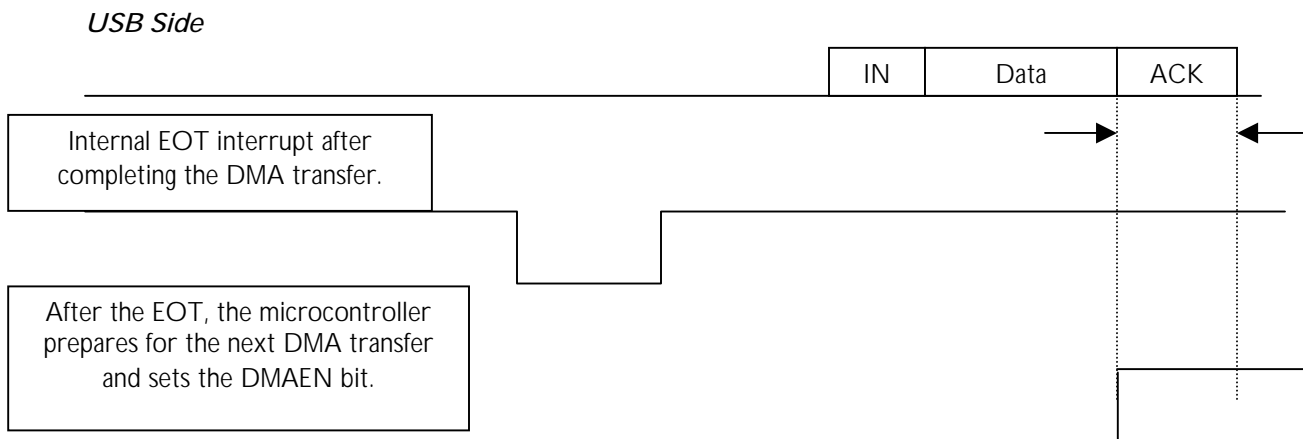 USB Side
IN Data ACK
Internal EOT interrupt after
completing the DMA transfer.
After the EOT, the microcontroller
prepares for the next DMA transfer
and sets the DMAEN bit.